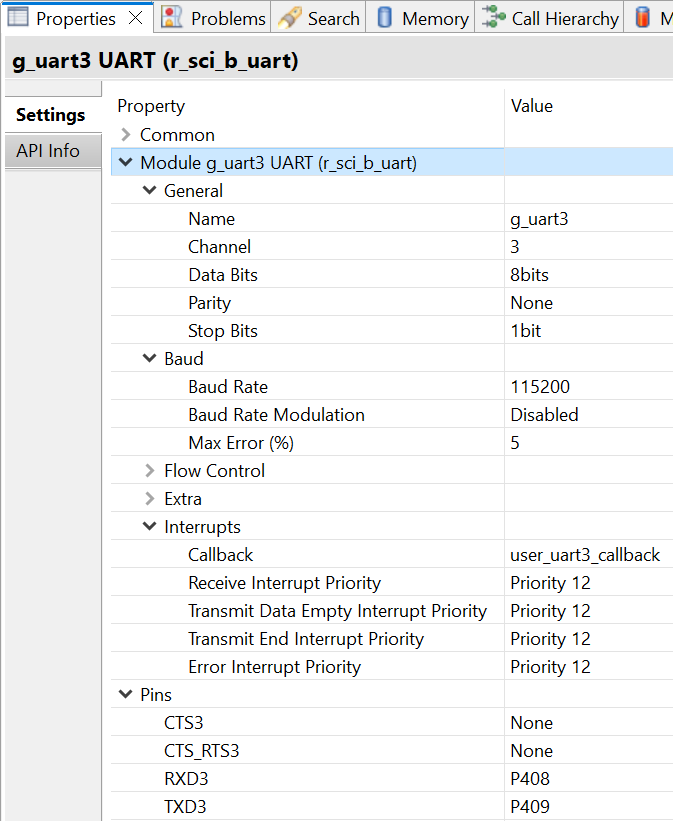 Properties Problems Search Memory Call Hierarchy M
g_uart3 UART (r_sci_b_uart)
Settings
API Info
Property Value
Common
Module g_uart3 UART (r_sci_b_uart)
General
Name g_uart3
Channel 3
Data Bits 8bits
Parity None
Stop Bits 1bit
Baud
Baud Rate 115200
Baud Rate Modulation Disabled
Max Error (%) 5
Flow Control
Extra
Interrupts
Callback user_uart3_callback
Receive Interrupt Priority Priority 12
Transmit Data Empty Interrupt Priority Priority 12
Transmit End Interrupt Priority Priority 12
Error Interrupt Priority Priority 12
Pins
CTS3 None
CTS_RTS3 None
RXD3 P408
TXD3 P409